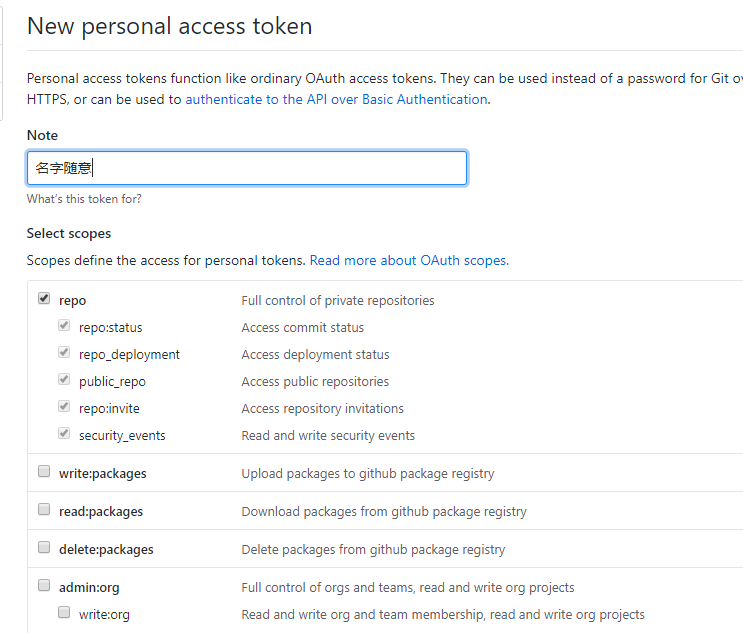 New personal access token
Personal access tokens function like ordinary OAuth access tokens. They can be used instead of a password for Git
HTTPS, or can be used to authenticate to the API over Basic Authentication.
Note
名字随意
What's this token for?
Select scopes
Scopes define the access for personal tokens. Read more about OAuth scopes.
repo Full control of private repositories
repo:status Access commit status
repo_deployment Access deployment status
public_repo Access public repositories
repo:invite Access repository invitations
security_events Read and write security events
write:packages Upload packages to github package registry
read:packages Download packages from github package registry
delete:packages Delete packages from github package registry
admin:org Full control of orgs and teams, read and write org projects
write:org Read and write org and team membership, read and write org projects